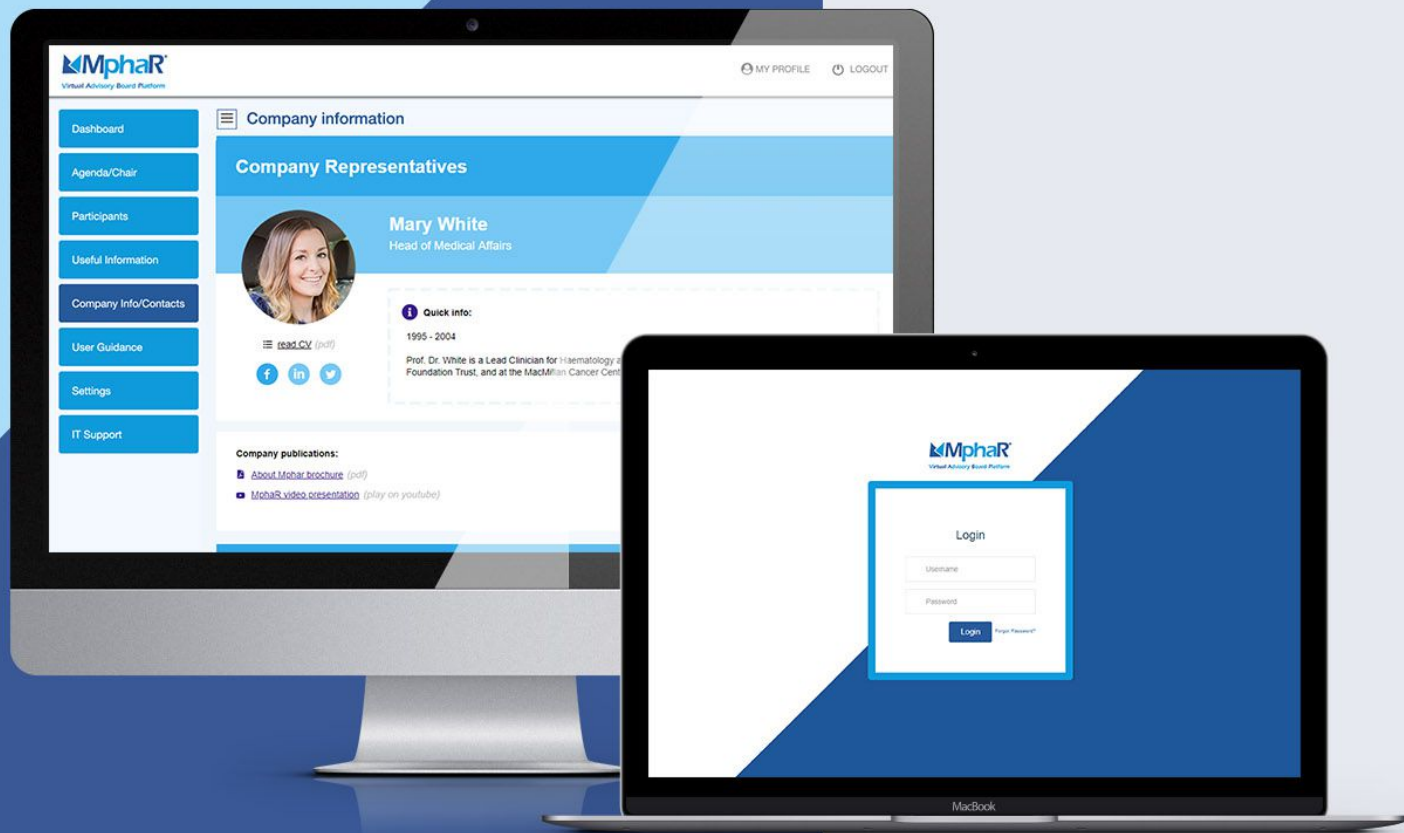 MphaR®
Virtual Advisory Board Platform
MY PROFILE
LOGOUT
Dashboard
Agenda/Chair
Participants
Useful Information
Company Info/Contacts
User Guidance
Settings
IT Support
Company information
Company Representatives
Mary White
Head of Medical Affairs
read CV (pdf)
f in
i Quick info:
1995 - 2004
Prof. Dr. White is a Lead Clinician for Haematology
Foundation Trust, and at the MacMillan Cancer
Company publications:
About Mphar brochure (pdf)
MphaR video presentation (play on youtube)
MphaR®
Virtual Advisory Board Platform
Login
Username
Password
Login
Forgot Password?
MacBook